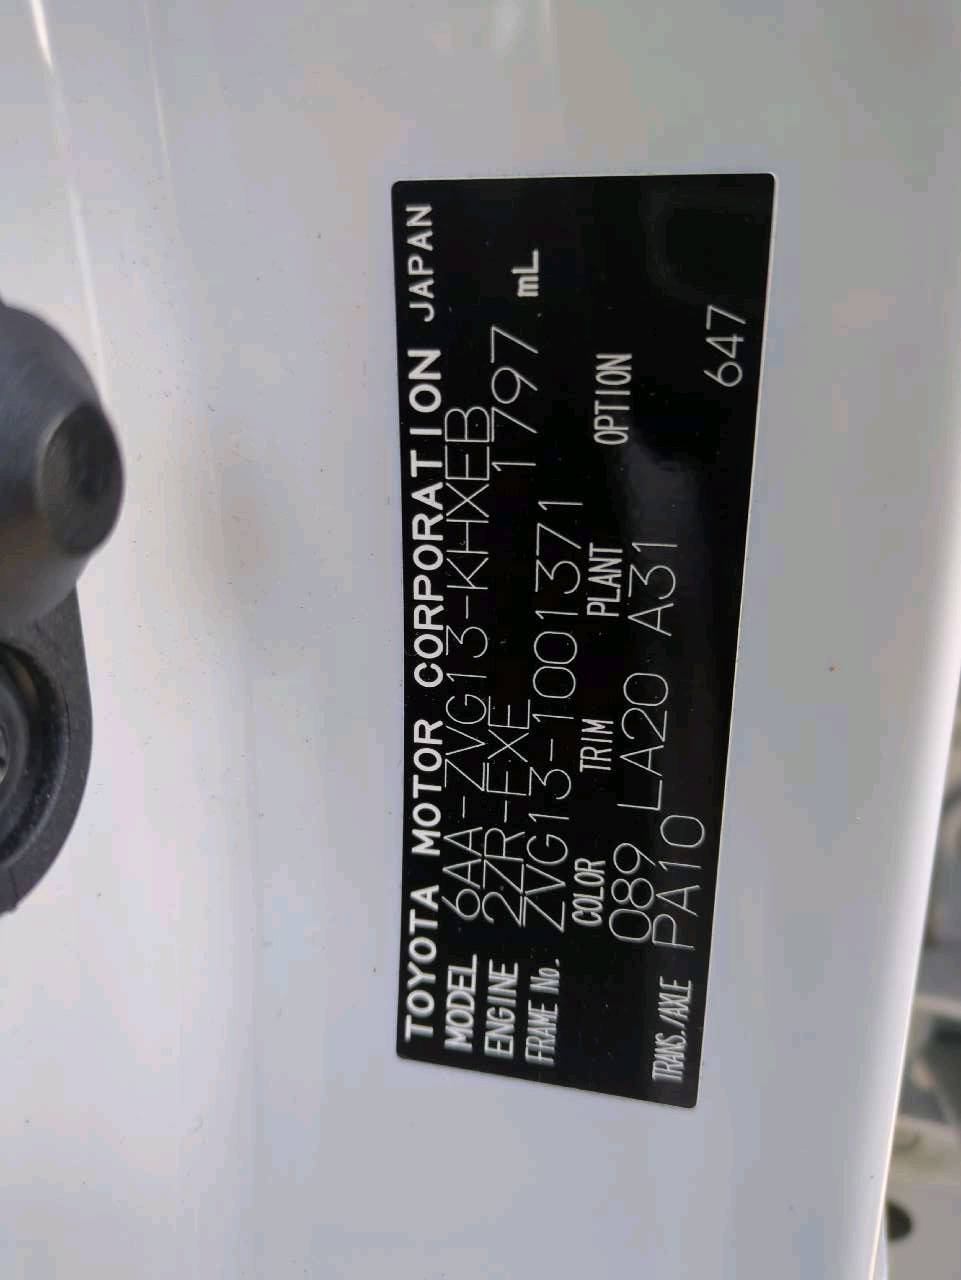 TOYOTA MOTOR CORPORATION JAPAN
MODEL 6AA-ZVG13-KHXEB
ENGINE 2ZR-FXE 1797 mL
FRAME No. ZVG13-1001371
COLOR TRIM PLANT OPTION
089 LA20 A31
TRANS./AXLE PA10 647